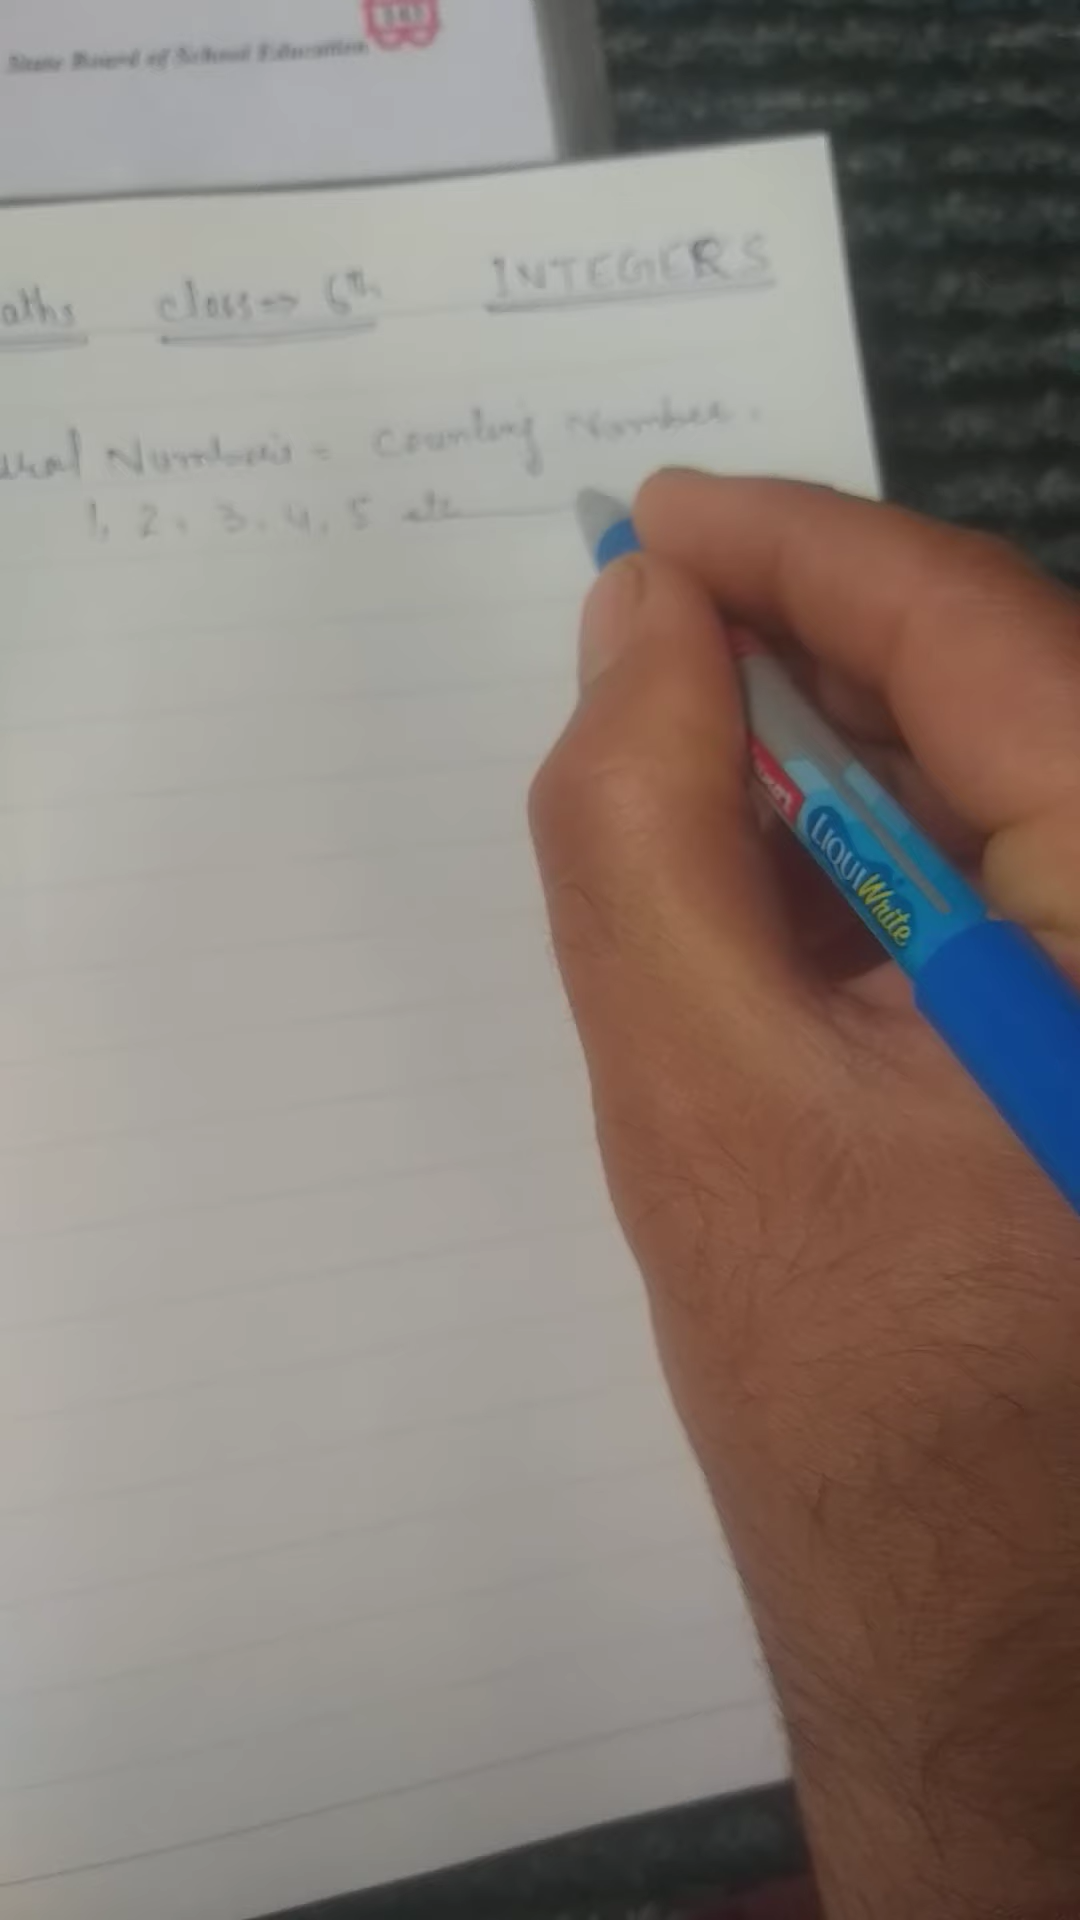 State Board of School Education
aths class→ 6th INTEGERS
ural Numbers = Counting Number.
1, 2, 3, 4, 5 etc
LIQUIWrite